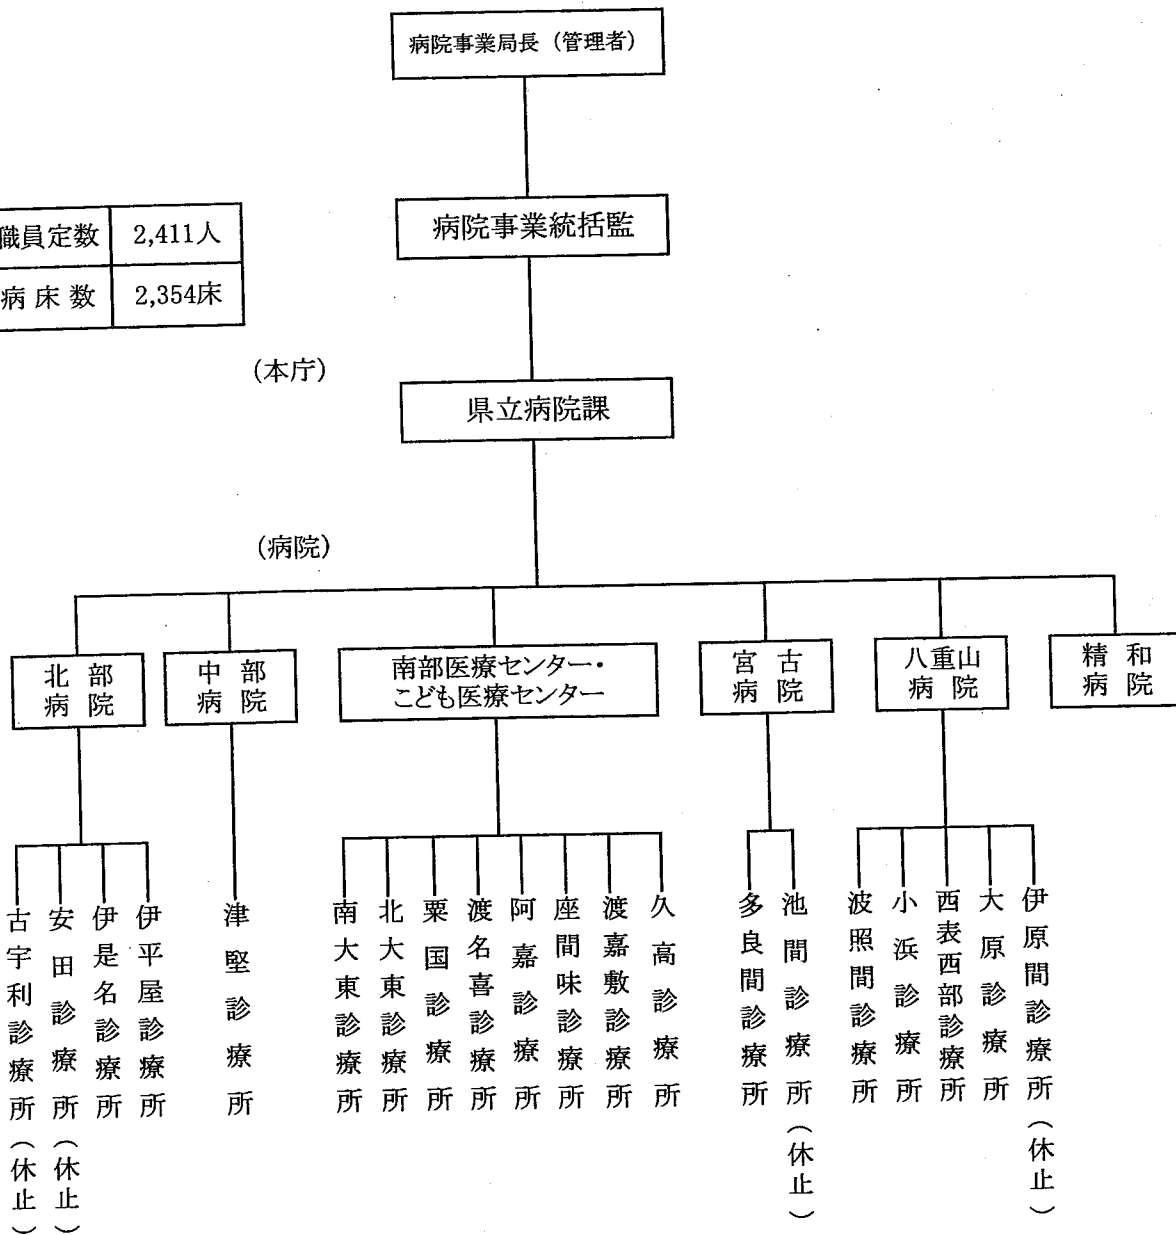 病院事業局長（管理者）
職員定数 2,411人
病床数 2,354床
病院事業統括監
（本庁）
県立病院課
（病院）
北部
病院
中部
病院
南部医療センター・
こども医療センター
宮古
病院
八重山
病院
精和
病院
古宇利診療所（休止）
安田診療所（休止）
伊是名診療所
伊平屋診療所
津堅診療所
南大東診療所
北大東診療所
粟国診療所
渡名喜診療所
阿嘉診療所
座間味診療所
渡嘉敷診療所
久高診療所
多良間診療所
池間診療所（休止）
波照間診療所
小浜診療所
西表西部診療所
大原診療所
伊原間診療所（休止）